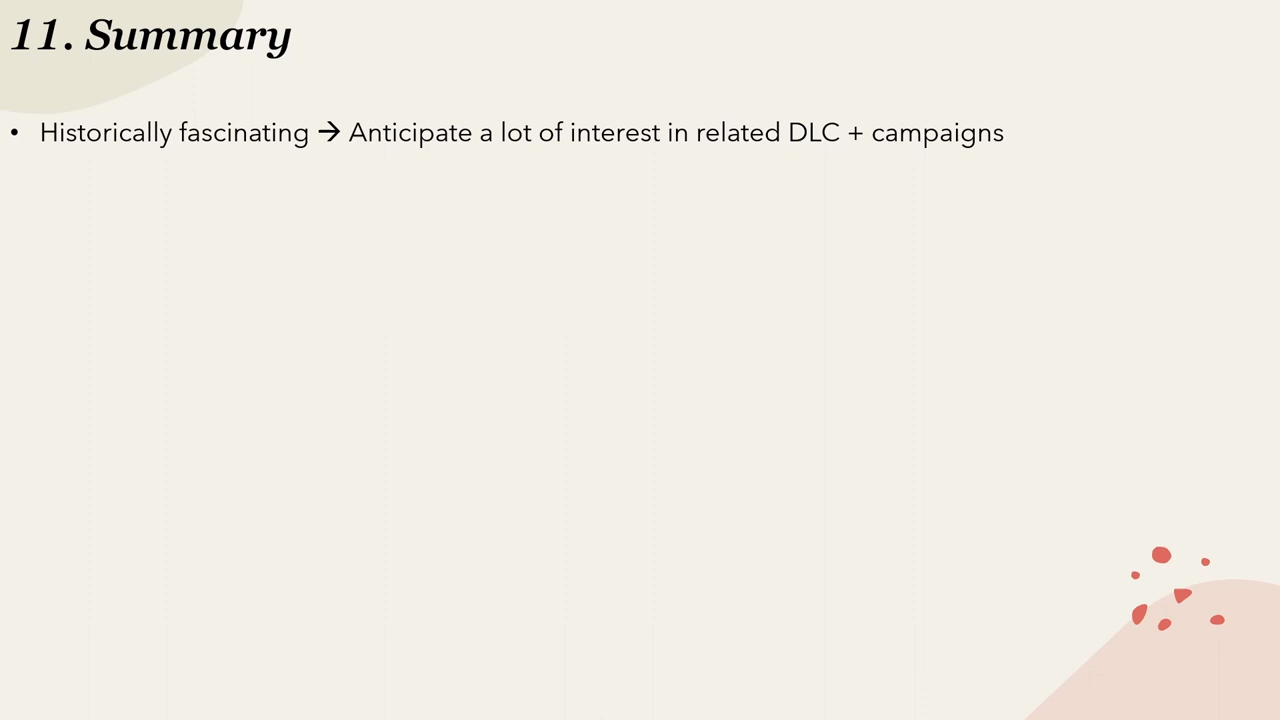 11. Summary
• Historically fascinating → Anticipate a lot of interest in related DLC + campaigns